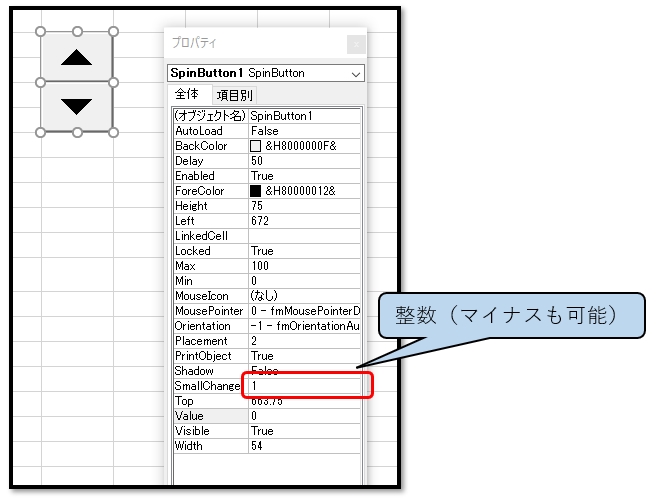 プロパティ
SpinButton1 SpinButton
全体 項目別
(オブジェクト名) SpinButton1
AutoLoad False
BackColor &H8000000F&
Delay 50
Enabled True
ForeColor &H80000012&
Height 75
Left 672
LinkedCell
Locked True
Max 100
Min 0
MouseIcon (なし)
MousePointer 0 - fmMousePointerD
Orientation -1 - fmOrientationAu
Placement 2
PrintObject True
Shadow False
SmallChange 1
Top 663.75
Value 0
Visible True
Width 54
整数（マイナスも可能）